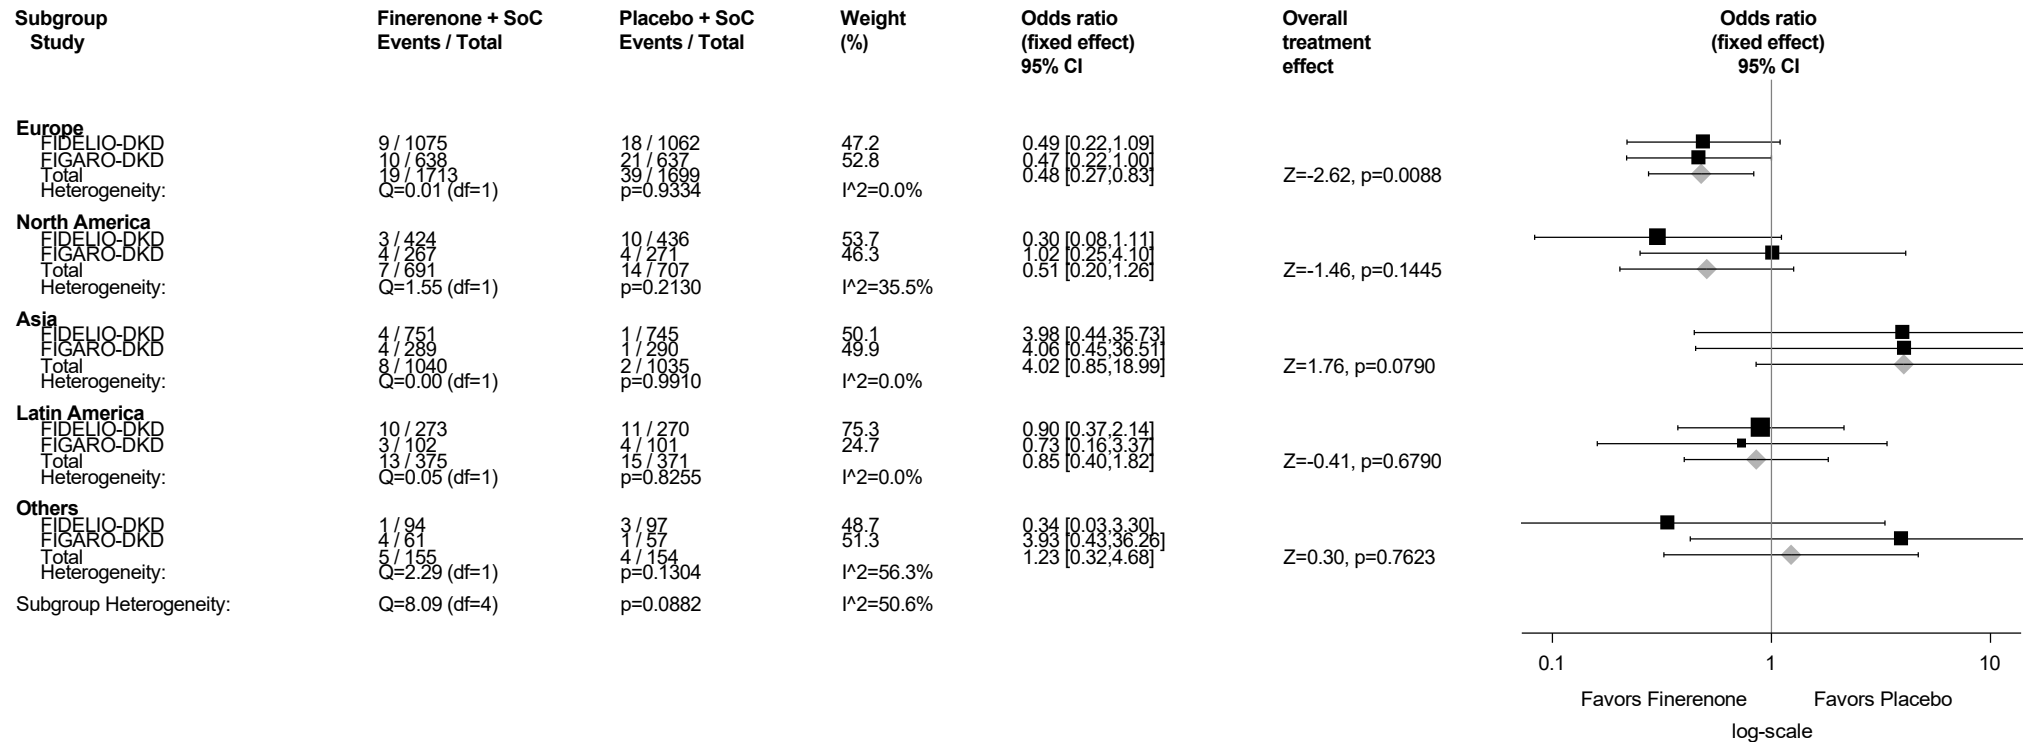 Subgroup Finerenone + SoC Placebo + SoC Weight Odds ratio Overall Odds ratio
Study Events / Total Events / Total (%) (fixed effect) treatment (fixed effect)
95% CI effect 95% CI
Europe
FIDELIO-DKD 9 / 1075 18 / 1062 47.2 0.49 [0.22,1.09]
FIGARO-DKD 10 / 638 21 / 637 52.8 0.47 [0.22,1.00]
Total 19 / 1713 39 / 1699 0.48 [0.27,0.83] Z=-2.62, p=0.0088
Heterogeneity: Q=0.01 (df=1) p=0.9334 I^2=0.0%
North America
FIDELIO-DKD 3 / 424 10 / 436 53.7 0.30 [0.08,1.11]
FIGARO-DKD 4 / 267 4 / 271 46.3 1.02 [0.25,4.10]
Total 7 / 691 14 / 707 0.51 [0.20,1.26] Z=-1.46, p=0.1445
Heterogeneity: Q=1.55 (df=1) p=0.2130 I^2=35.5%
Asia
FIDELIO-DKD 4 / 751 1 / 745 50.1 3.98 [0.44,35.73]
FIGARO-DKD 4 / 289 1 / 290 49.9 4.06 [0.45,36.51]
Total 8 / 1040 2 / 1035 4.02 [0.85,18.99] Z=1.76, p=0.0790
Heterogeneity: Q=0.00 (df=1) p=0.9910 I^2=0.0%
Latin America
FIDELIO-DKD 10 / 273 11 / 270 75.3 0.90 [0.37,2.14]
FIGARO-DKD 3 / 102 4 / 101 24.7 0.73 [0.16,3.37]
Total 13 / 375 15 / 371 0.85 [0.40,1.82] Z=-0.41, p=0.6790
Heterogeneity: Q=0.05 (df=1) p=0.8255 I^2=0.0%
Others
FIDELIO-DKD 1 / 94 3 / 97 48.7 0.34 [0.03,3.30]
FIGARO-DKD 4 / 61 1 / 57 51.3 3.93 [0.43,36.26]
Total 5 / 155 4 / 154 1.23 [0.32,4.68] Z=0.30, p=0.7623
Heterogeneity: Q=2.29 (df=1) p=0.1304 I^2=56.3%
Subgroup Heterogeneity: Q=8.09 (df=4) p=0.0882 I^2=50.6%
0.1 1 10
Favors Finerenone Favors Placebo
log-scale